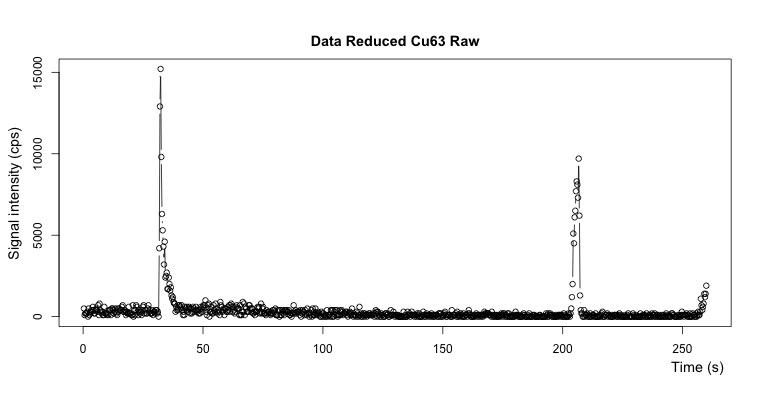 Data Reduced Cu63 Raw
Signal intensity (cps)
15000
10000
5000
0
0 50 100 150 200 250
Time (s)